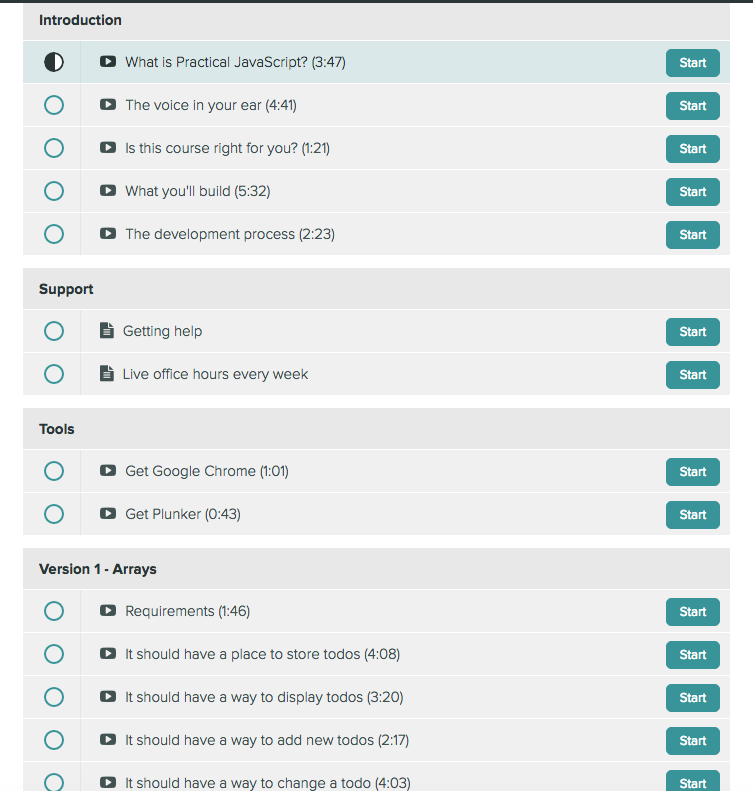 Introduction
What is Practical JavaScript? (3:47) Start
The voice in your ear (4:41) Start
Is this course right for you? (1:21) Start
What you'll build (5:32) Start
The development process (2:23) Start
Support
Getting help Start
Live office hours every week Start
Tools
Get Google Chrome (1:01) Start
Get Plunker (0:43) Start
Version 1 - Arrays
Requirements (1:46) Start
It should have a place to store todos (4:08) Start
It should have a way to display todos (3:20) Start
It should have a way to add new todos (2:17) Start
It should have a way to change a todo (4:03) Start